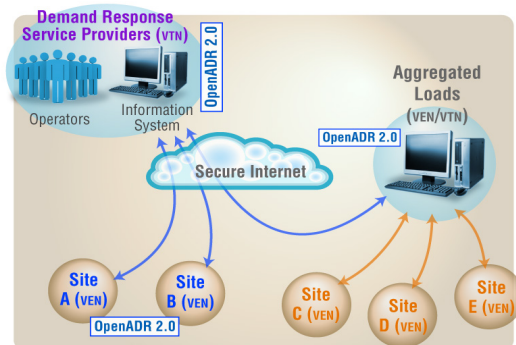 Demand Response
Service Providers (VTN)
OpenADR 2.0
Operators
Information
System
Aggregated
Loads
(VEN/VTN)
OpenADR 2.0
Secure Internet
Site
A (VEN)
Site
B (VEN)
OpenADR 2.0
Site
C (VEN)
Site
D (VEN)
Site
E (VEN)